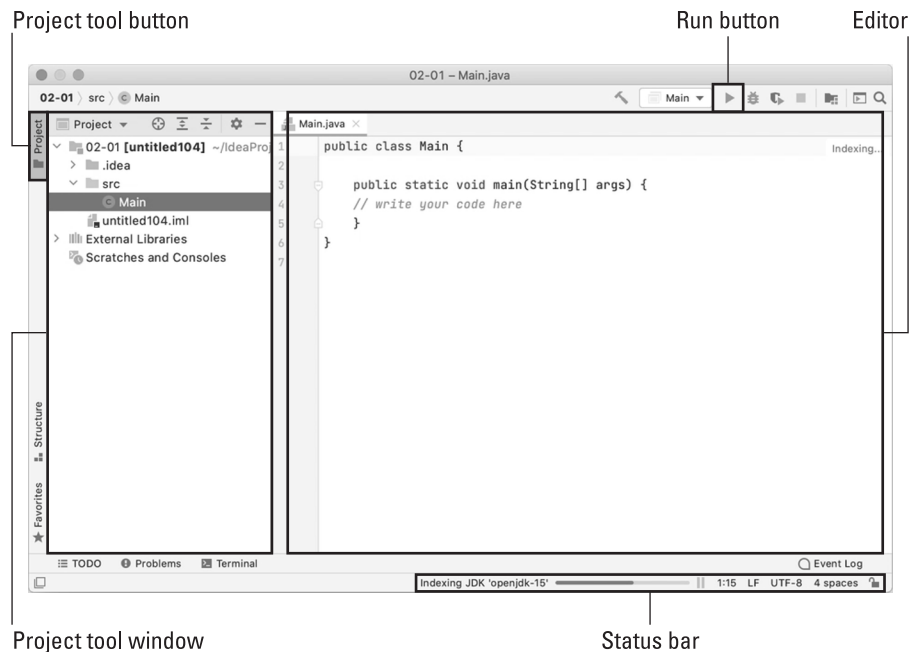 Project tool button
Run button
Editor
02-01 – Main.java
02-01 src C Main
Main
Project
Project
Main.java
02-01 [untitled104] ~/IdeaProj
.idea
src
C Main
untitled104.iml
External Libraries
Scratches and Consoles
1 public class Main {
Indexing...
2
3 public static void main(String[] args) {
4 // write your code here
5 }
6 }
7
Structure
Favorites
TODO
Problems
Terminal
Event Log
Indexing JDK 'openjdk-15'
1:15 LF UTF-8 4 spaces
Project tool window
Status bar